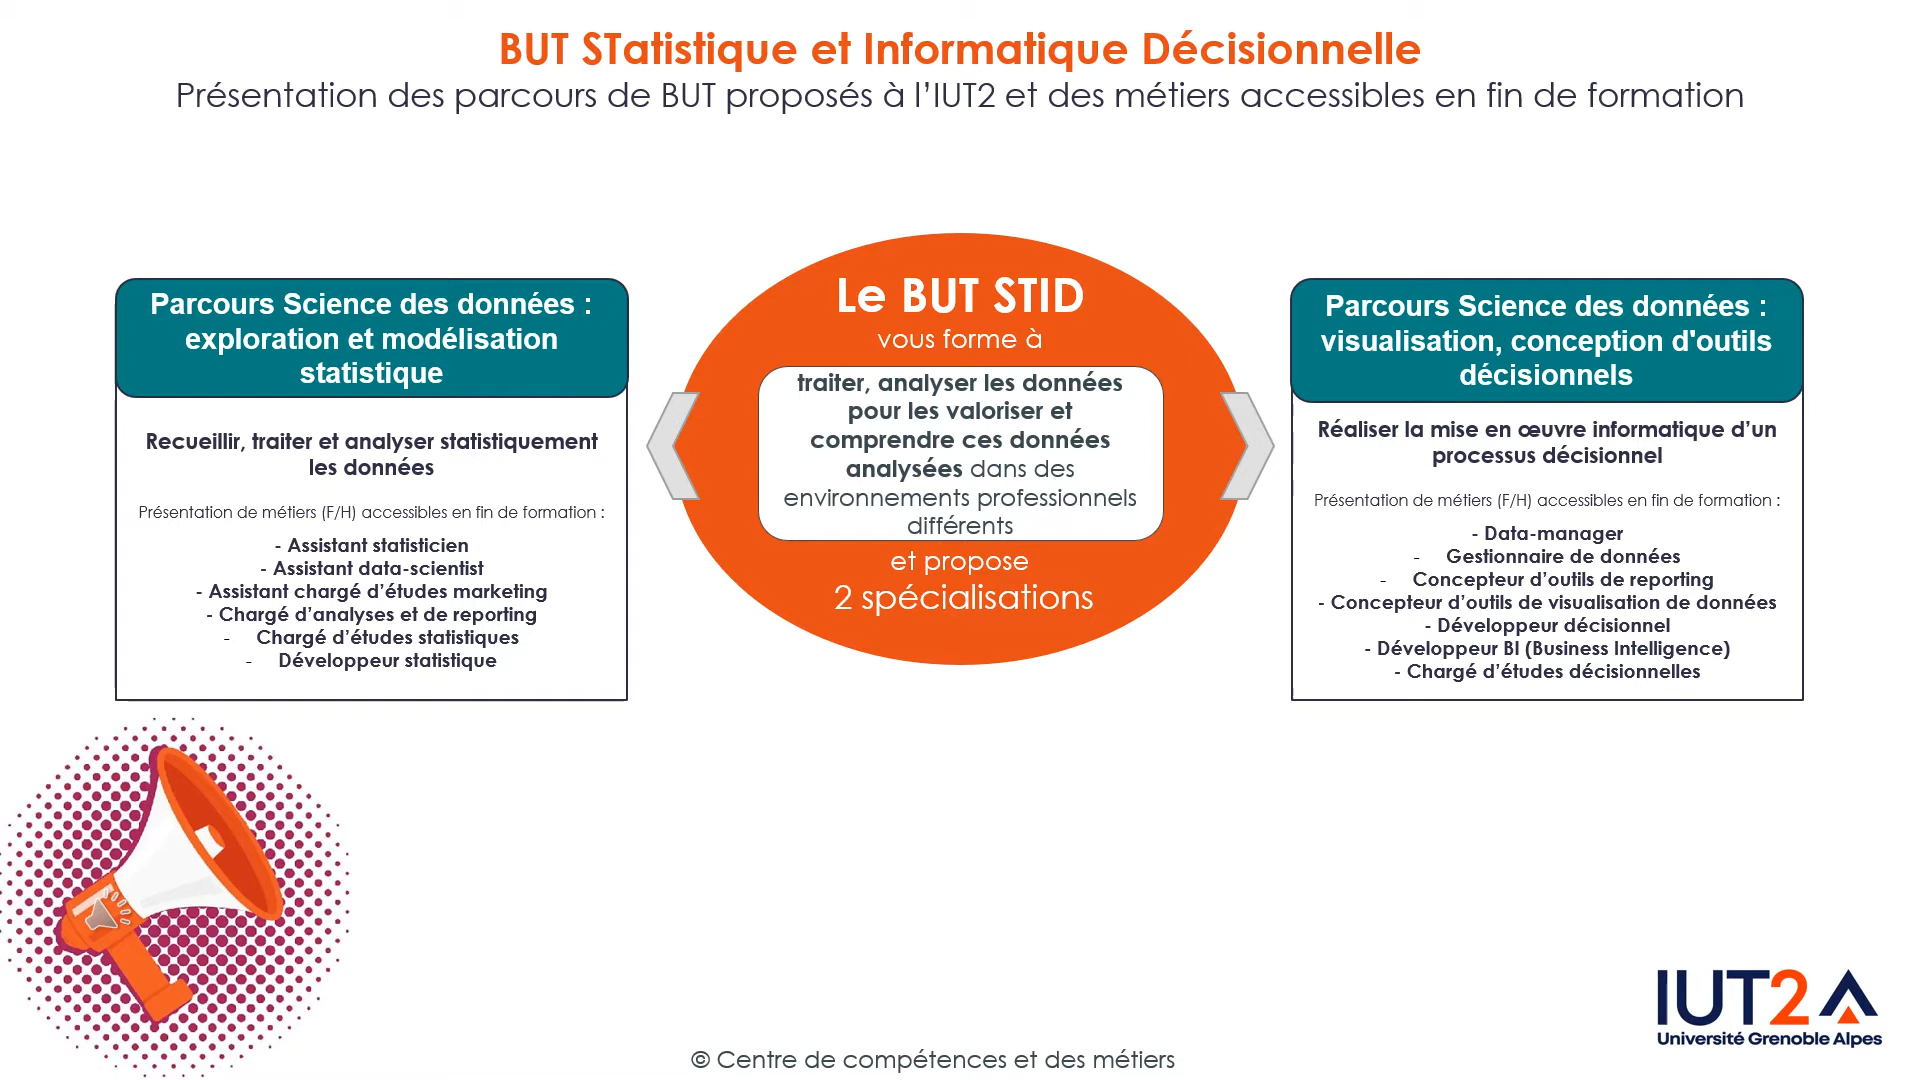 BUT STatistique et Informatique Décisionnelle
Présentation des parcours de BUT proposés à l’IUT2 et des métiers accessibles en fin de formation
Parcours Science des données :
exploration et modélisation
statistique
Recueillir, traiter et analyser statistiquement
les données
Présentation de métiers (F/H) accessibles en fin de formation :
- Assistant statisticien
- Assistant data-scientist
- Assistant chargé d’études marketing
- Chargé d’analyses et de reporting
- Chargé d’études statistiques
- Développeur statistique
Le BUT STID
vous forme à
traiter, analyser les données
pour les valoriser et
comprendre ces données
analysées dans des
environnements professionnels
différents
et propose
2 spécialisations
Parcours Science des données :
visualisation, conception d'outils
décisionnels
Réaliser la mise en œuvre informatique d’un
processus décisionnel
Présentation de métiers (F/H) accessibles en fin de formation :
- Data-manager
- Gestionnaire de données
- Concepteur d’outils de reporting
- Concepteur d’outils de visualisation de données
- Développeur décisionnel
- Développeur BI (Business Intelligence)
- Chargé d’études décisionnelles
IUT2
Université Grenoble Alpes
© Centre de compétences et des métiers